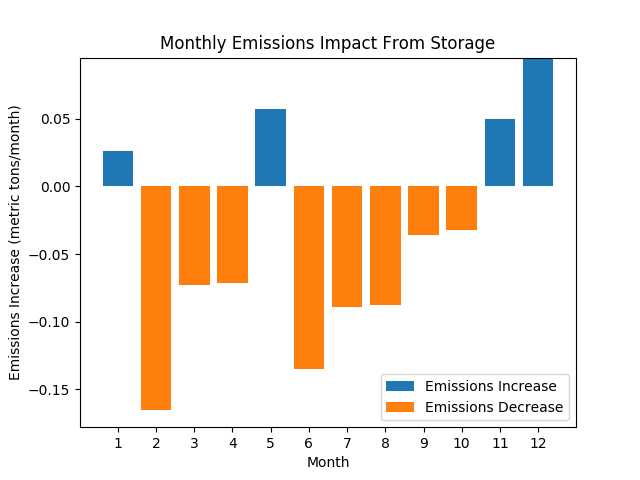 Monthly Emissions Impact From Storage
Emissions Increase (metric tons/month)
0.05
0.00
−0.05
−0.10
−0.15
Emissions Increase
Emissions Decrease
1 2 3 4 5 6 7 8 9 10 11 12
Month